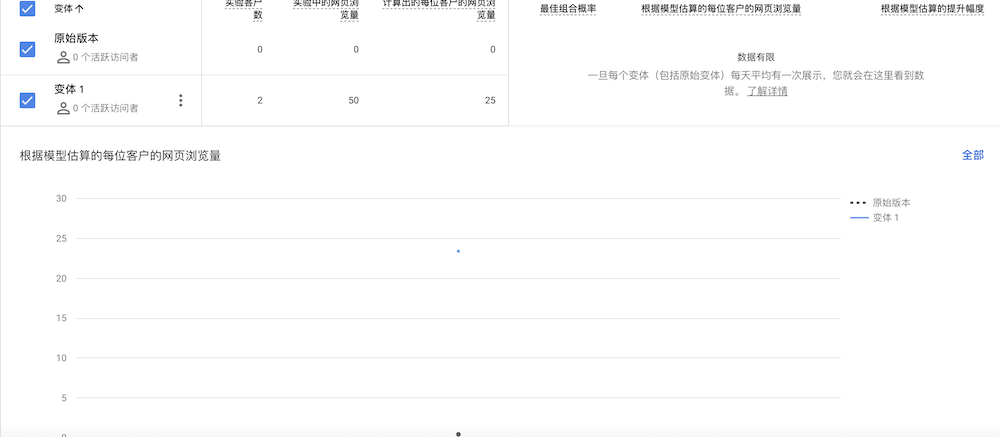 变体 ↑
实验客户
数
实验中的网页浏
览量
计算出的每位客户的网页浏
览量
最佳组合概率
根据模型估算的每位客户的网页浏览量
根据模型估算的提升幅度
原始版本
0 个活跃访问者
0
0
0
变体 1
0 个活跃访问者
2
50
25
数据有限
一旦每个变体（包括原始变体）每天平均有一次展示，您就会在这里看到数
据。 了解详情
根据模型估算的每位客户的网页浏览量
全部
30
25
20
15
10
5
0
原始版本
变体 1